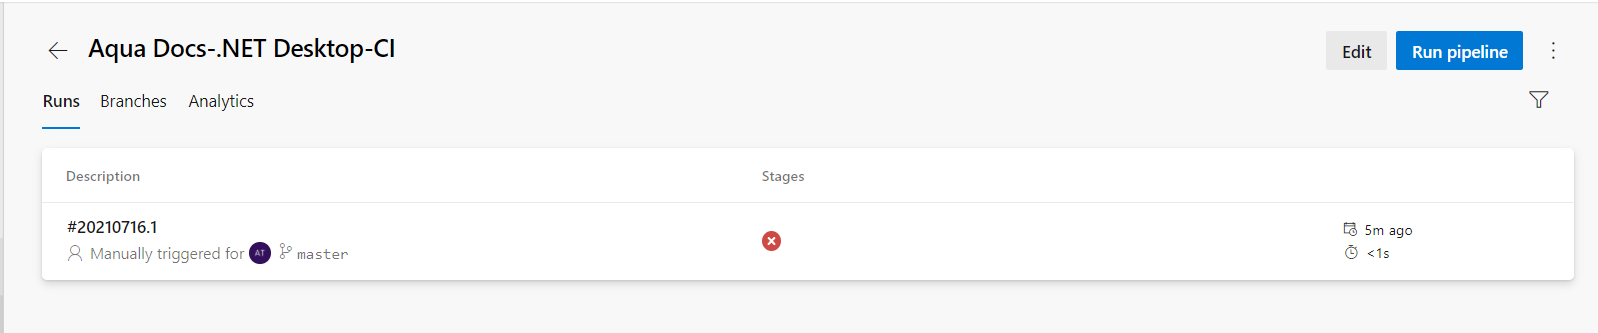 Aqua Docs-.NET Desktop-CI
Edit
Run pipeline
Runs
Branches
Analytics
Description
Stages
#20210716.1
Manually triggered for AT master
5m ago
<1s